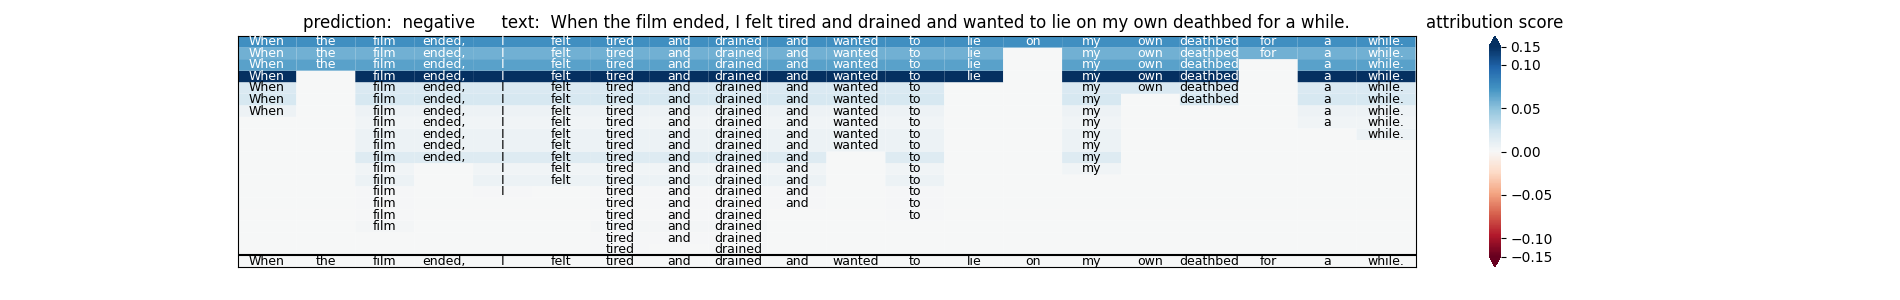 prediction: negative text: When the film ended, I felt tired and drained and wanted to lie on my own deathbed for a while. attribution score
When the film ended, I felt tired and drained and wanted to lie on my own deathbed for a while.
When the film ended, I felt tired and drained and wanted to lie my own deathbed for a while.
When the film ended, I felt tired and drained and wanted to lie my own deathbed a while.
When film ended, I felt tired and drained and wanted to lie my own deathbed a while.
When film ended, I felt tired and drained and wanted to my own deathbed a while.
When film ended, I felt tired and drained and wanted to my deathbed a while.
When film ended, I felt tired and drained and wanted to my a while.
film ended, I felt tired and drained and wanted to my a while.
film ended, I felt tired and drained and wanted to my while.
film ended, I felt tired and drained and wanted to my
film ended, I felt tired and drained and to my
film I felt tired and drained and to my
film I felt tired and drained and to
film I tired and drained and to
film tired and drained and to
film tired and drained to
film tired and drained
tired and drained
tired drained
When the film ended, I felt tired and drained and wanted to lie on my own deathbed for a while.
0.15
0.10
0.05
0.00
−0.05
−0.10
−0.15